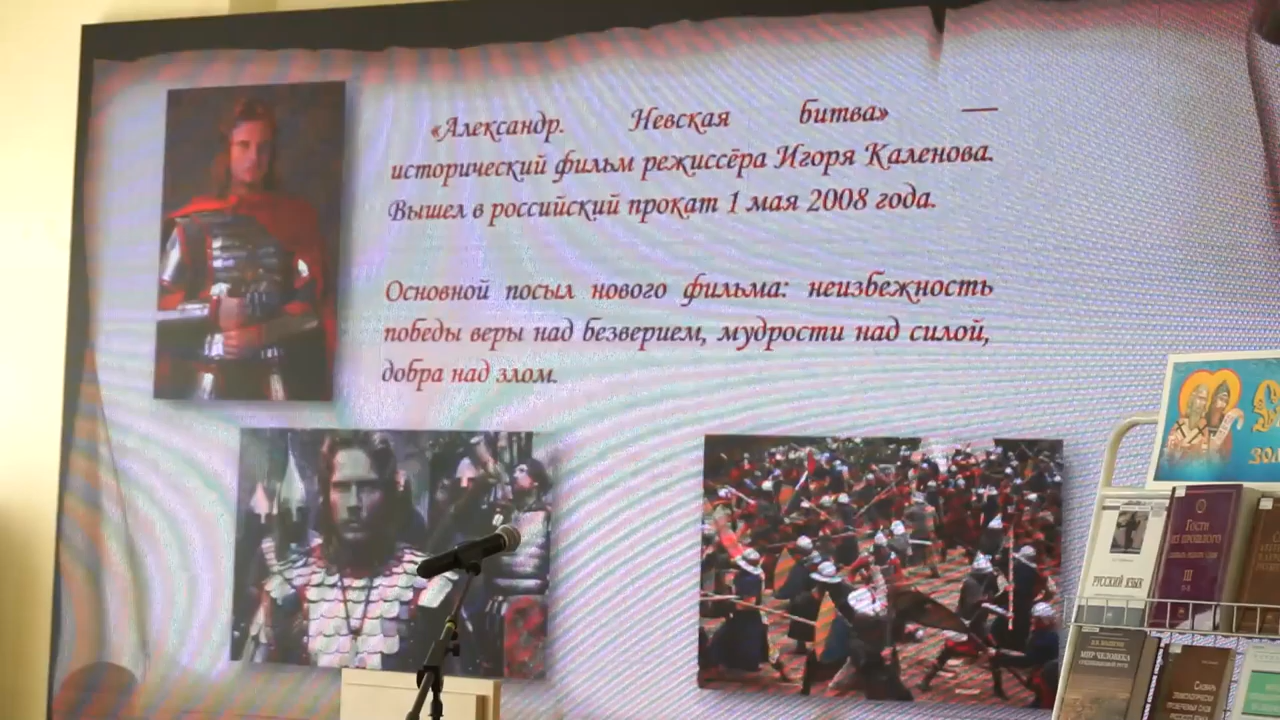 «Александр. Невская битва» —
исторический фильм режиссёра Игоря Каленова.
Вышел в российский прокат 1 мая 2008 года.
Основной посыл нового фильма: неизбежность
победы веры над безверием, мудрости над силой,
добра над злом.
РУССКИЙ ЯЗЫК
Гости
из прошлого
III
МИР ЧЕЛОВЕКА
Словарь